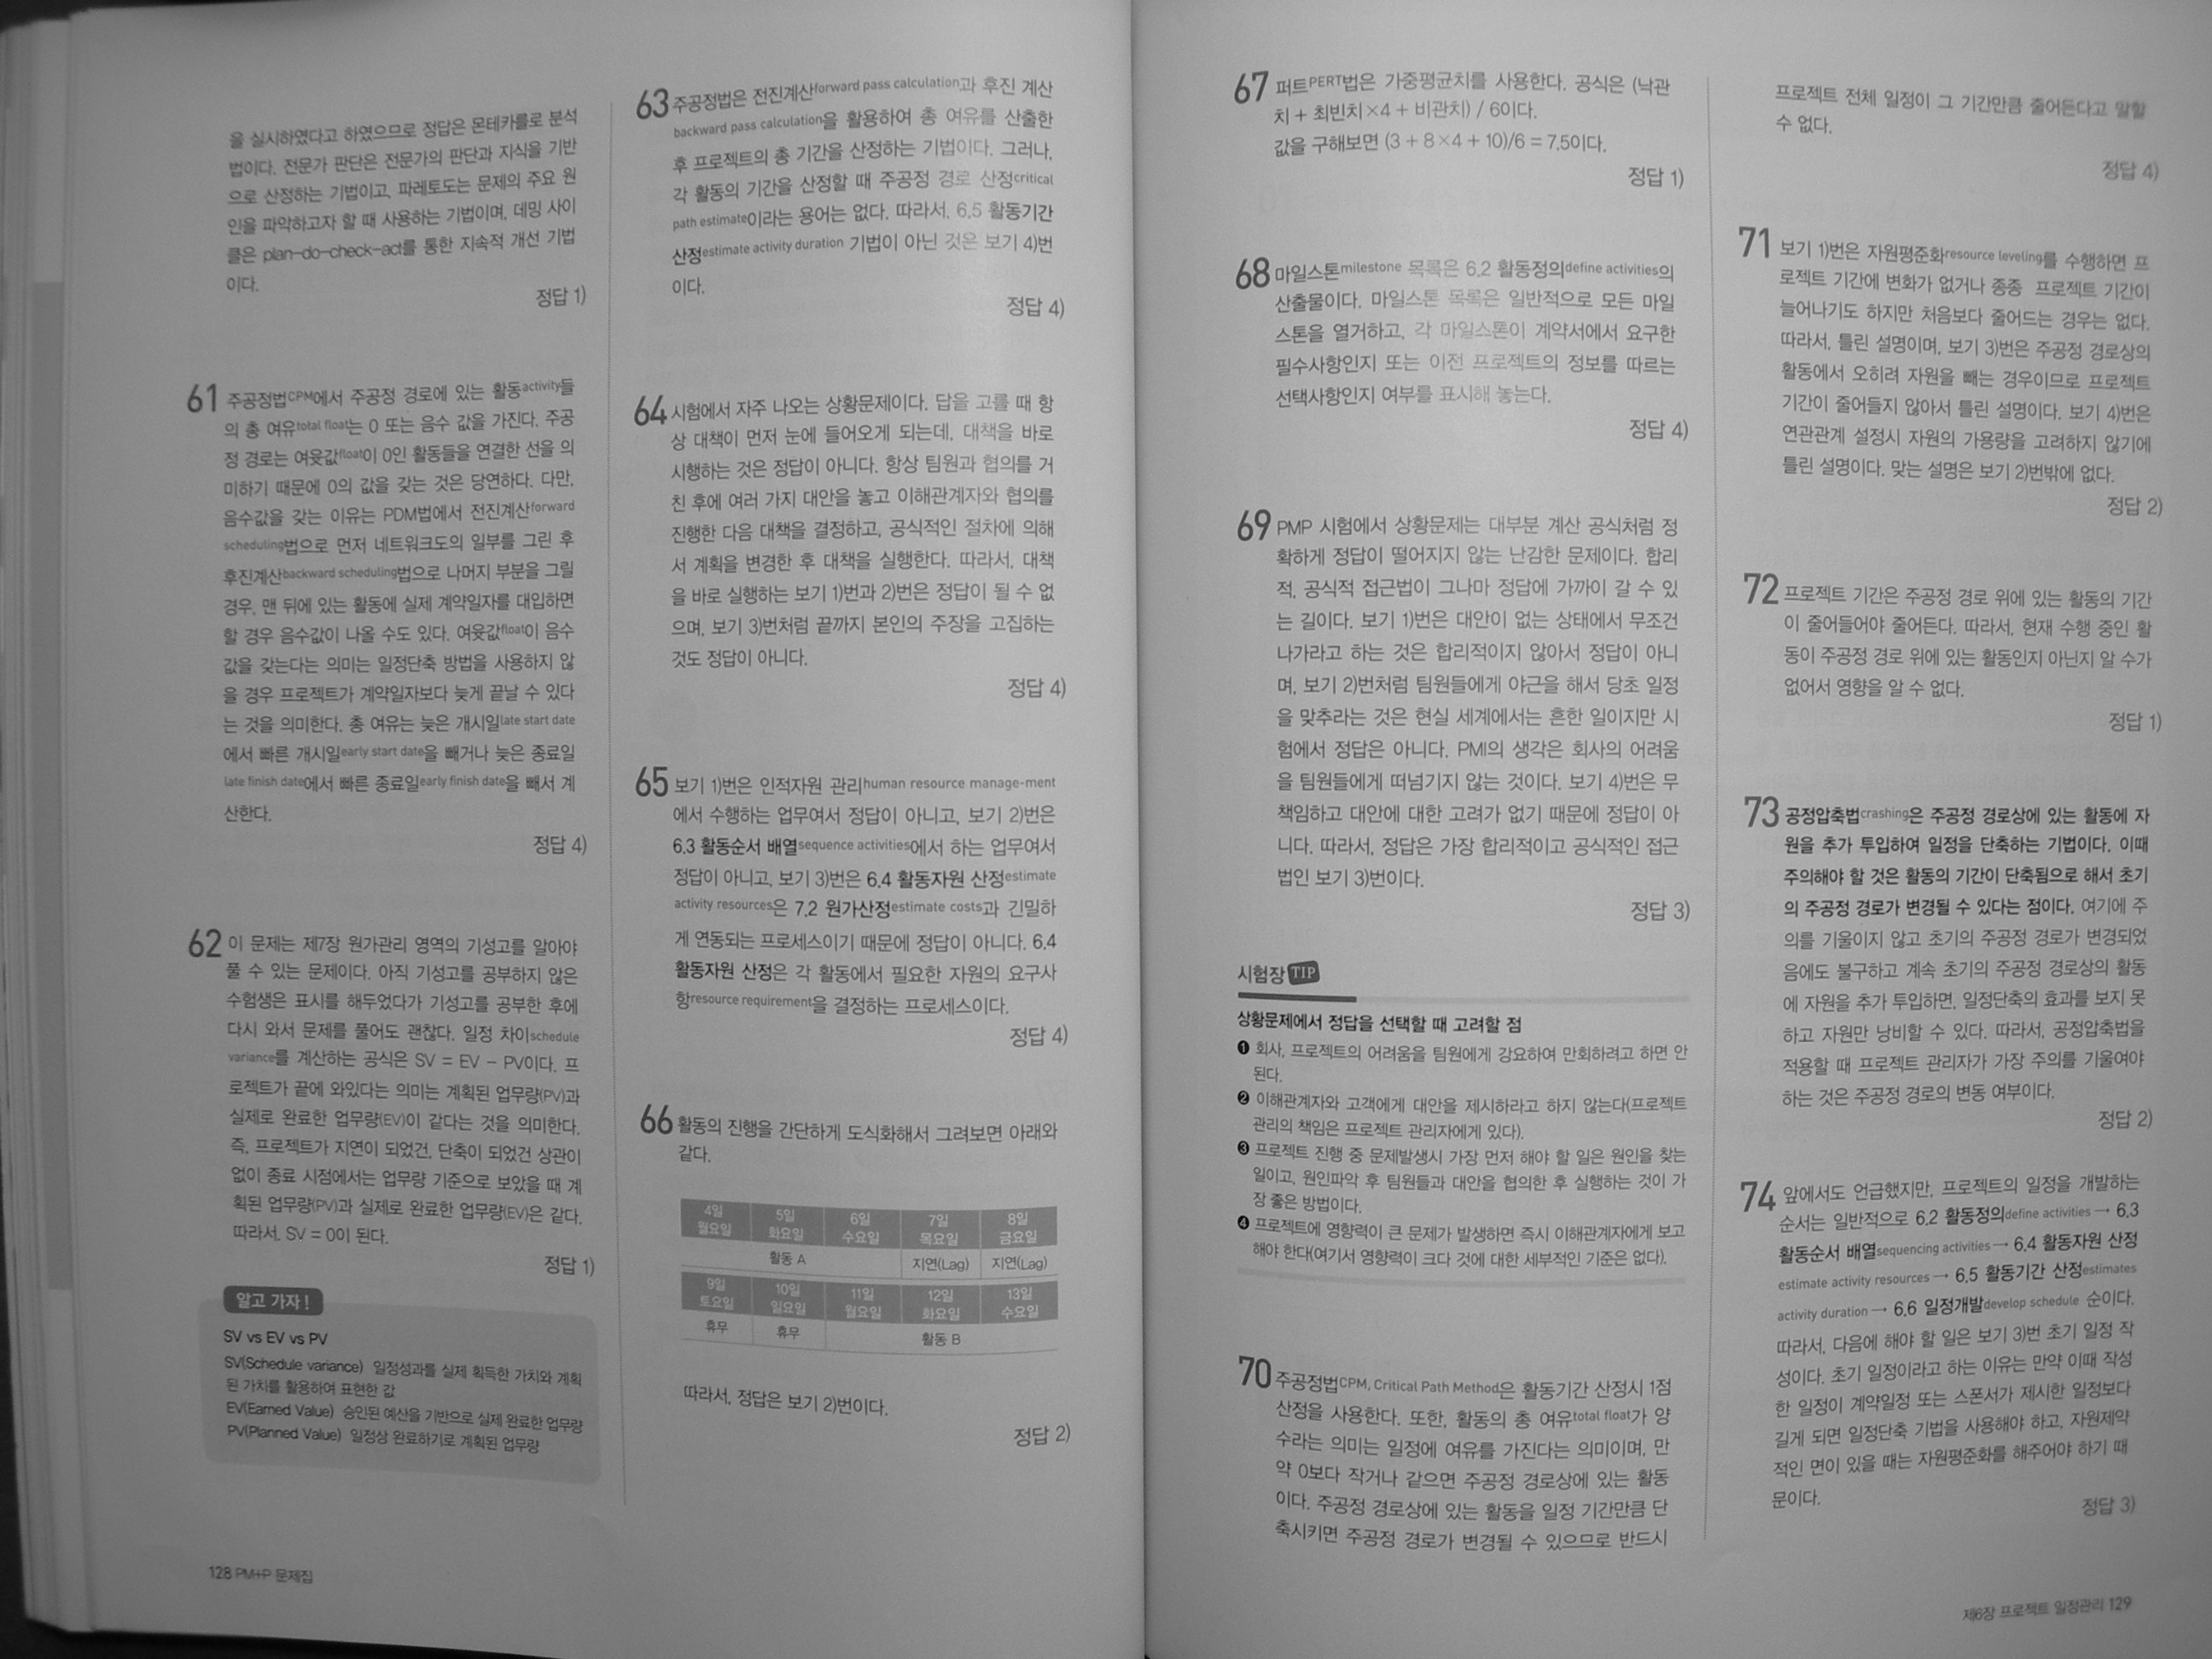 을 실시하였다고 하였으므로 정답은 몬테카를로 분석
법이다. 전문가 판단은 전문가의 판단과 지식을 기반
으로 산정하는 기법이고, 파레토도는 문제의 주요 원
인을 파악하고자 할 때 사용하는 기법이며, 데밍 사이
클은 plan-do-check-act를 통한 지속적 개선 기법
이다.
정답 1)
61 주공정법CPM에서 주공정 경로에 있는 활동activity들
의 총 여유total float는 0 또는 음수 값을 가진다. 주공
정 경로는 여윳값float이 0인 활동들을 연결한 선을 의
미하기 때문에 0의 값을 갖는 것은 당연하다. 다만,
음수값을 갖는 이유는 PDM법에서 전진계산forward
scheduling법으로 먼저 네트워크도의 일부를 그린 후
후진계산backward scheduling법으로 나머지 부분을 그릴
경우, 맨 뒤에 있는 활동에 실제 계약일자를 대입하면
할 경우 음수값이 나올 수도 있다. 여윳값float이 음수
값을 갖는다는 의미는 일정단축 방법을 사용하지 않
을 경우 프로젝트가 계약일자보다 늦게 끝날 수 있다
는 것을 의미한다. 총 여유는 늦은 개시일late start date
에서 빠른 개시일early start date을 빼거나 늦은 종료일
late finish date에서 빠른 종료일early finish date을 빼서 계
산한다.
정답 4)
62 이 문제는 제7장 원가관리 영역의 기성고를 알아야
풀 수 있는 문제이다. 아직 기성고를 공부하지 않은
수험생은 표시를 해두었다가 기성고를 공부한 후에
다시 와서 문제를 풀어도 괜찮다. 일정 차이schedule
variance를 계산하는 공식은 SV = EV - PV이다. 프
로젝트가 끝에 와있다는 의미는 계획된 업무량(PV)과
실제로 완료한 업무량(EV)이 같다는 것을 의미한다.
즉, 프로젝트가 지연이 되었건, 단축이 되었건 상관이
없이 종료 시점에서는 업무량 기준으로 보았을 때 계
획된 업무량(PV)과 실제로 완료한 업무량(EV)은 같다.
따라서, SV = 0이 된다.
정답 1)
알고 가자!
SV vs EV vs PV
SV(Schedule variance) 일정성과를 실제 획득한 가치와 계획
된 가치를 활용하여 표현한 값
EV(Earned Value) 승인된 예산을 기반으로 실제 완료한 업무량
PV(Planned Value) 일정상 완료하기로 계획된 업무량
128 PM+P 문제집
63 주공정법은 전진계산forward pass calculation과 후진 계산
backward pass calculation을 활용하여 총 여유를 산출한
후 프로젝트의 총 기간을 산정하는 기법이다. 그러나,
각 활동의 기간을 산정할 때 주공정 경로 산정critical
path estimate이라는 용어는 없다. 따라서, 6.5 활동기간
산정estimate activity duration 기법이 아닌 것은 보기 4)번
이다.
정답 4)
64 시험에서 자주 나오는 상황문제이다. 답을 고를 때 항
상 대책이 먼저 눈에 들어오게 되는데, 대책을 바로
시행하는 것은 정답이 아니다. 항상 팀원과 협의를 거
친 후에 여러 가지 대안을 놓고 이해관계자와 협의를
진행한 다음 대책을 결정하고, 공식적인 절차에 의해
서 계획을 변경한 후 대책을 실행한다. 따라서, 대책
을 바로 실행하는 보기 1)번과 2)번은 정답이 될 수 없
으며, 보기 3)번처럼 끝까지 본인의 주장을 고집하는
것도 정답이 아니다.
정답 4)
65 보기 1)번은 인적자원 관리human resource manage-ment
에서 수행하는 업무여서 정답이 아니고, 보기 2)번은
6.3 활동순서 배열sequence activities에서 하는 업무여서
정답이 아니고, 보기 3)번은 6.4 활동자원 산정estimate
activity resources은 7.2 원가산정estimate costs과 긴밀하
게 연동되는 프로세스이기 때문에 정답이 아니다. 6.4
활동자원 산정은 각 활동에서 필요한 자원의 요구사
항resource requirement을 결정하는 프로세스이다.
정답 4)
66 활동의 진행을 간단하게 도식화해서 그려보면 아래와
같다.
4일 5일 6일 7일 8일
월요일 화요일 수요일 목요일 금요일
활동 A 지연(Lag) 지연(Lag)
9일 10일 11일 12일 13일
토요일 일요일 월요일 화요일 수요일
휴무 휴무 활동 B
따라서, 정답은 보기 2)번이다.
정답 2)
67 퍼트PERT법은 가중평균치를 사용한다. 공식은 (낙관
치 + 최빈치×4 + 비관치) / 6이다.
값을 구해보면 (3 + 8×4 + 10)/6 = 7.5이다.
정답 1)
68 마일스톤milestone 목록은 6.2 활동정의define activities의
산출물이다. 마일스톤 목록은 일반적으로 모든 마일
스톤을 열거하고, 각 마일스톤이 계약서에서 요구한
필수사항인지 또는 이전 프로젝트의 정보를 따르는
선택사항인지 여부를 표시해 놓는다.
정답 4)
69 PMP 시험에서 상황문제는 대부분 계산 공식처럼 정
확하게 정답이 떨어지지 않는 난감한 문제이다. 합리
적, 공식적 접근법이 그나마 정답에 가까이 갈 수 있
는 길이다. 보기 1)번은 대안이 없는 상태에서 무조건
나가라고 하는 것은 합리적이지 않아서 정답이 아니
며, 보기 2)번처럼 팀원들에게 야근을 해서 당초 일정
을 맞추라는 것은 현실 세계에서는 흔한 일이지만 시
험에서 정답은 아니다. PMI의 생각은 회사의 어려움
을 팀원들에게 떠넘기지 않는 것이다. 보기 4)번은 무
책임하고 대안에 대한 고려가 없기 때문에 정답이 아
니다. 따라서, 정답은 가장 합리적이고 공식적인 접근
법인 보기 3)번이다.
정답 3)
시험장 TIP
상황문제에서 정답을 선택할 때 고려할 점
❶ 회사, 프로젝트의 어려움을 팀원에게 강요하여 만회하려고 하면 안
된다.
❷ 이해관계자와 고객에게 대안을 제시하라고 하지 않는다(프로젝트
관리의 책임은 프로젝트 관리자에게 있다).
❸ 프로젝트 진행 중 문제발생시 가장 먼저 해야 할 일은 원인을 찾는
일이고, 원인파악 후 팀원들과 대안을 협의한 후 실행하는 것이 가
장 좋은 방법이다.
❹ 프로젝트에 영향력이 큰 문제가 발생하면 즉시 이해관계자에게 보고
해야 한다(여기서 영향력이 크다 것에 대한 세부적인 기준은 없다).
70 주공정법CPM, Critical Path Method은 활동기간 산정시 1점
산정을 사용한다. 또한, 활동의 총 여유total float가 양
수라는 의미는 일정에 여유를 가진다는 의미이며, 만
약 0보다 작거나 같으면 주공정 경로상에 있는 활동
이다. 주공정 경로상에 있는 활동을 일정 기간만큼 단
축시키면 주공정 경로가 변경될 수 있으므로 반드시
프로젝트 전체 일정이 그 기간만큼 줄어든다고 말할
수 없다.
정답 4)
71 보기 1)번은 자원평준화resource leveling를 수행하면 프
로젝트 기간에 변화가 없거나 종종 프로젝트 기간이
늘어나기도 하지만 처음보다 줄어드는 경우는 없다.
따라서, 틀린 설명이며, 보기 3)번은 주공정 경로상의
활동에서 오히려 자원을 빼는 경우이므로 프로젝트
기간이 줄어들지 않아서 틀린 설명이다. 보기 4)번은
연관관계 설정시 자원의 가용량을 고려하지 않기에
틀린 설명이다. 맞는 설명은 보기 2)번밖에 없다.
정답 2)
72 프로젝트 기간은 주공정 경로 위에 있는 활동의 기간
이 줄어들어야 줄어든다. 따라서, 현재 수행 중인 활
동이 주공정 경로 위에 있는 활동인지 아닌지 알 수가
없어서 영향을 알 수 없다.
정답 1)
73 공정압축법crashing은 주공정 경로상에 있는 활동에 자
원을 추가 투입하여 일정을 단축하는 기법이다. 이때
주의해야 할 것은 활동의 기간이 단축됨으로 해서 초기
의 주공정 경로가 변경될 수 있다는 점이다. 여기에 주
의를 기울이지 않고 초기의 주공정 경로가 변경되었
음에도 불구하고 계속 초기의 주공정 경로상의 활동
에 자원을 추가 투입하면, 일정단축의 효과를 보지 못
하고 자원만 낭비할 수 있다. 따라서, 공정압축법을
적용할 때 프로젝트 관리자가 가장 주의를 기울여야
하는 것은 주공정 경로의 변동 여부이다.
정답 2)
74 앞에서도 언급했지만, 프로젝트의 일정을 개발하는
순서는 일반적으로 6.2 활동정의define activities → 6.3
활동순서 배열sequencing activities → 6.4 활동자원 산정
estimate activity resources → 6.5 활동기간 산정estimates
activity duration → 6.6 일정개발develop schedule 순이다.
따라서, 다음에 해야 할 일은 보기 3)번 초기 일정 작
성이다. 초기 일정이라고 하는 이유는 만약 이때 작성
한 일정이 계약일정 또는 스폰서가 제시한 일정보다
길게 되면 일정단축 기법을 사용해야 하고, 자원제약
적인 면이 있을 때는 자원평준화를 해주어야 하기 때
문이다.
정답 3)
제6장 프로젝트 일정관리 129